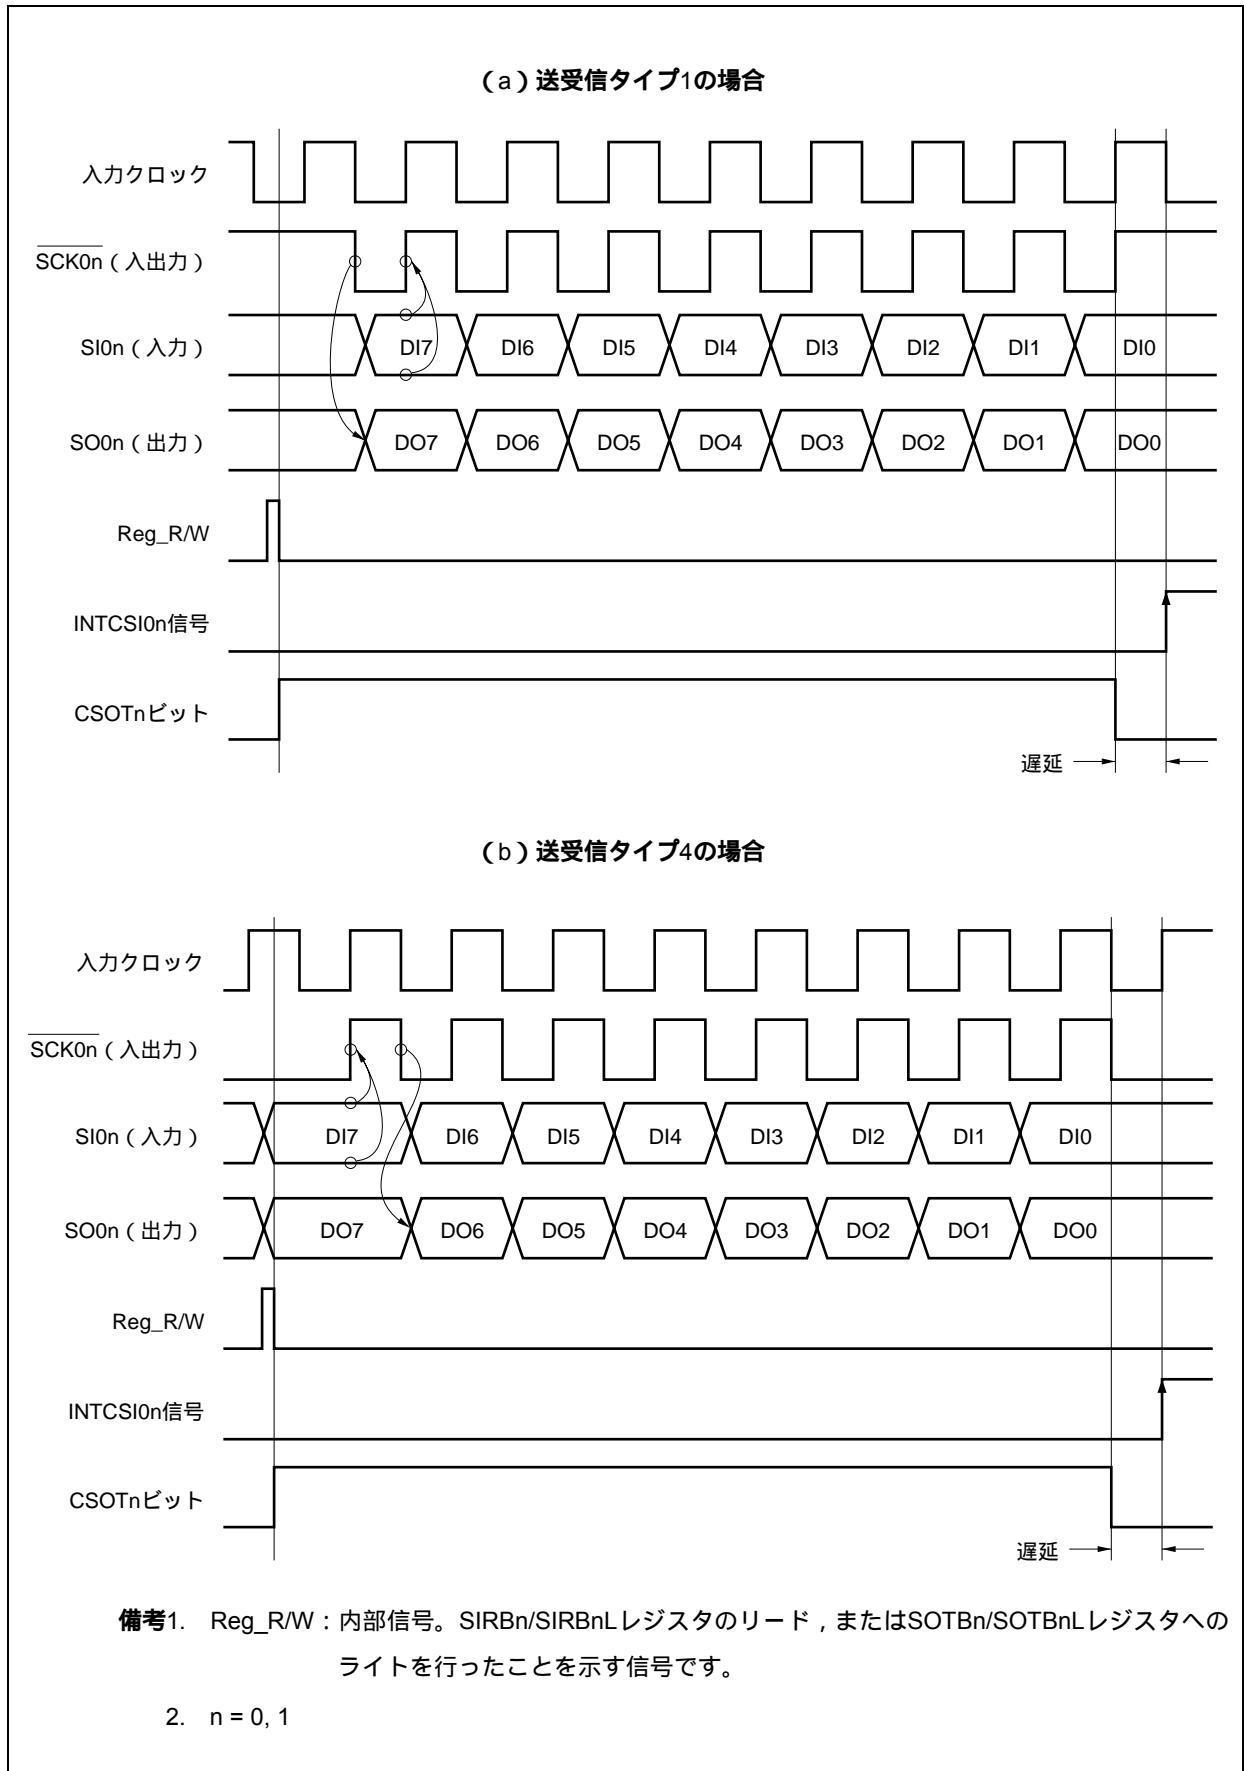 （a）送受信タイプ1の場合
入力クロック
SCK0n（入出力）
SI0n（入力） DI7 DI6 DI5 DI4 DI3 DI2 DI1 DI0
SO0n（出力） DO7 DO6 DO5 DO4 DO3 DO2 DO1 DO0
Reg_R/W
INTCSI0n信号
CSOTnビット
遅延
（b）送受信タイプ4の場合
入力クロック
SCK0n（入出力）
SI0n（入力） DI7 DI6 DI5 DI4 DI3 DI2 DI1 DI0
SO0n（出力） DO7 DO6 DO5 DO4 DO3 DO2 DO1 DO0
Reg_R/W
INTCSI0n信号
CSOTnビット
遅延
備考1. Reg_R/W：内部信号。SIRBn/SIRBnLレジスタのリード，またはSOTBn/SOTBnLレジスタへの
ライトを行ったことを示す信号です。
2. n = 0, 1